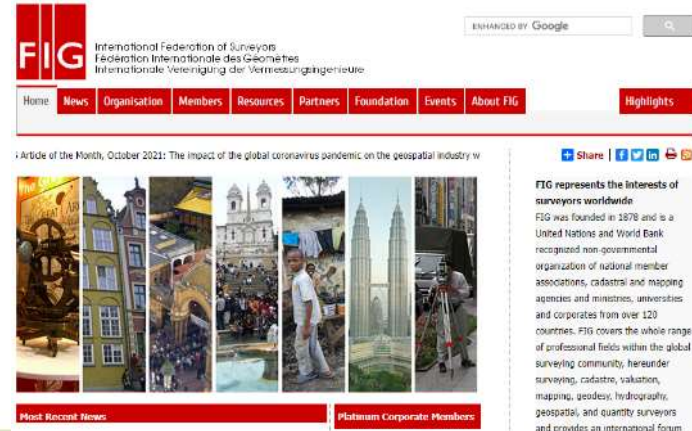 ENHANCED BY Google
FIG
International Federation of Surveyors
Fédération Internationale des Géomètres
Internationale Vereinigung der Vermessungsingenieure
Home News Organisation Members Resources Partners Foundation Events About FIG Highlights
Article of the Month, October 2021: The impact of the global coronavirus pandemic on the geospatial industry w
Share
FIG represents the interests of
surveyors worldwide
FIG was founded in 1878 and is a
United Nations and World Bank
recognized non-governmental
organization of national member
associations, cadastral and mapping
agencies and ministries, universities
and corporates from over 120
countries. FIG covers the whole range
of professional fields within the global
surveying community, hereunder
surveying, cadastre, valuation,
mapping, geodesy, hydrography,
geospatial, and quantity surveyors
and provides an international forum
Most Recent News
Platinum Corporate Members